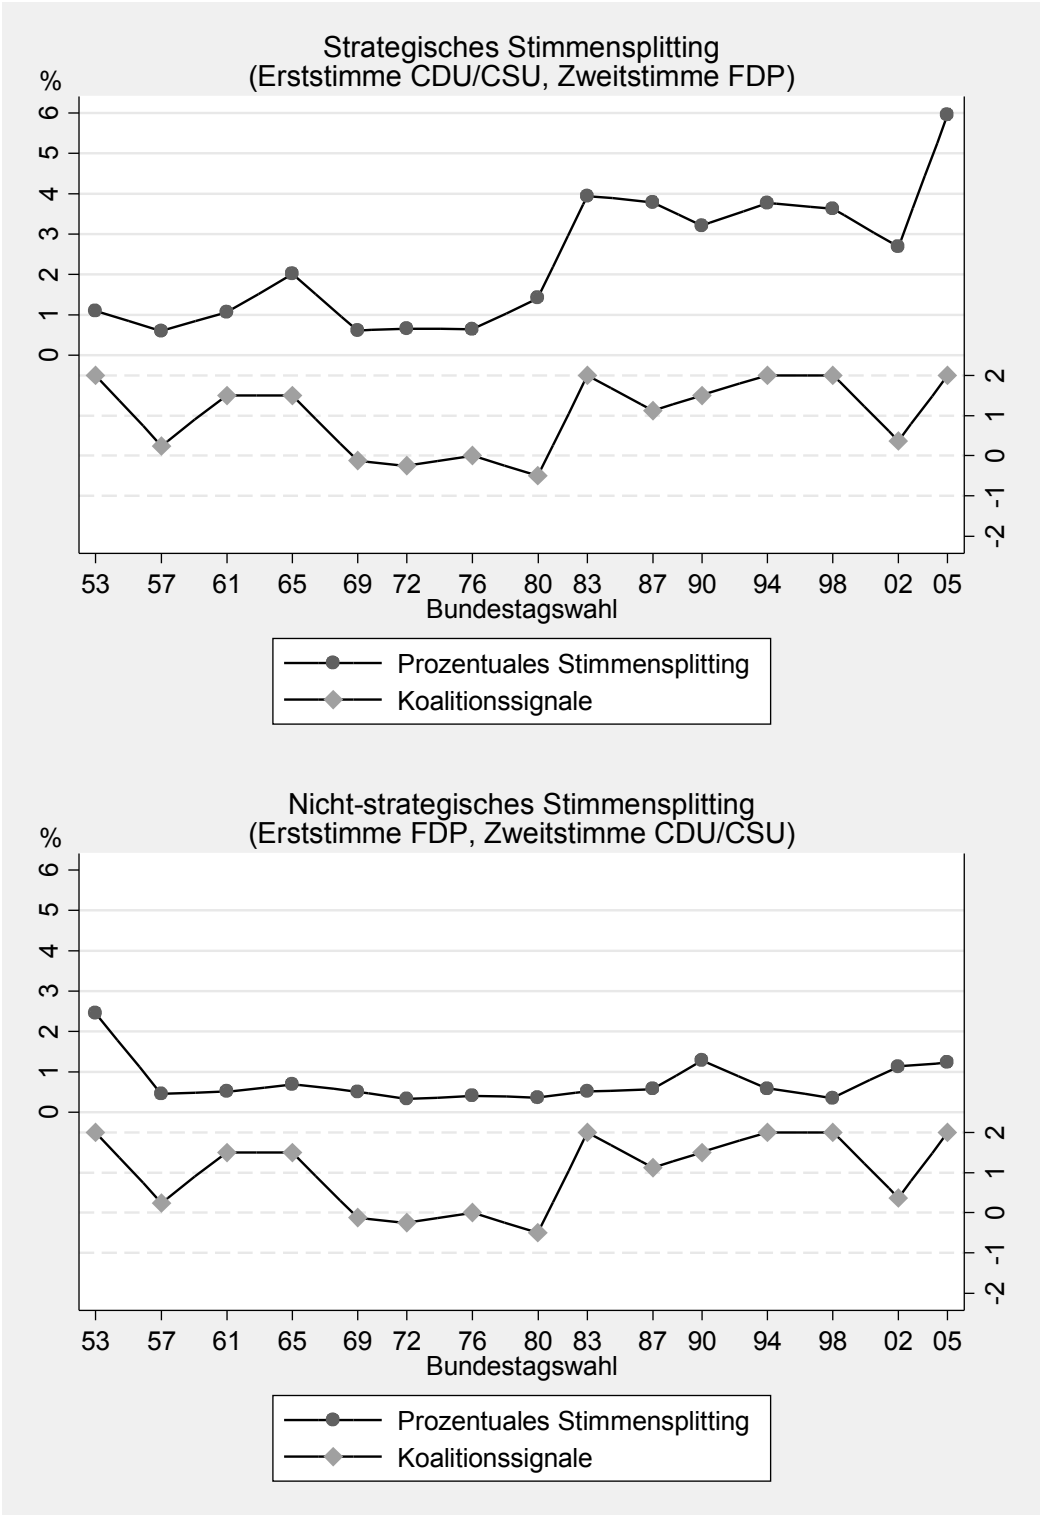 Strategisches Stimmensplitting
(Erststimme CDU/CSU, Zweitstimme FDP)
%
6
5
4
3
2
1
0
2
1
0
-1
-2
53 57 61 65 69 72 76 80 83 87 90 94 98 02 05
Bundestagswahl
Prozentuales Stimmensplitting
Koalitionssignale
Nicht-strategisches Stimmensplitting
(Erststimme FDP, Zweitstimme CDU/CSU)
%
6
5
4
3
2
1
0
2
1
0
-1
-2
53 57 61 65 69 72 76 80 83 87 90 94 98 02 05
Bundestagswahl
Prozentuales Stimmensplitting
Koalitionssignale